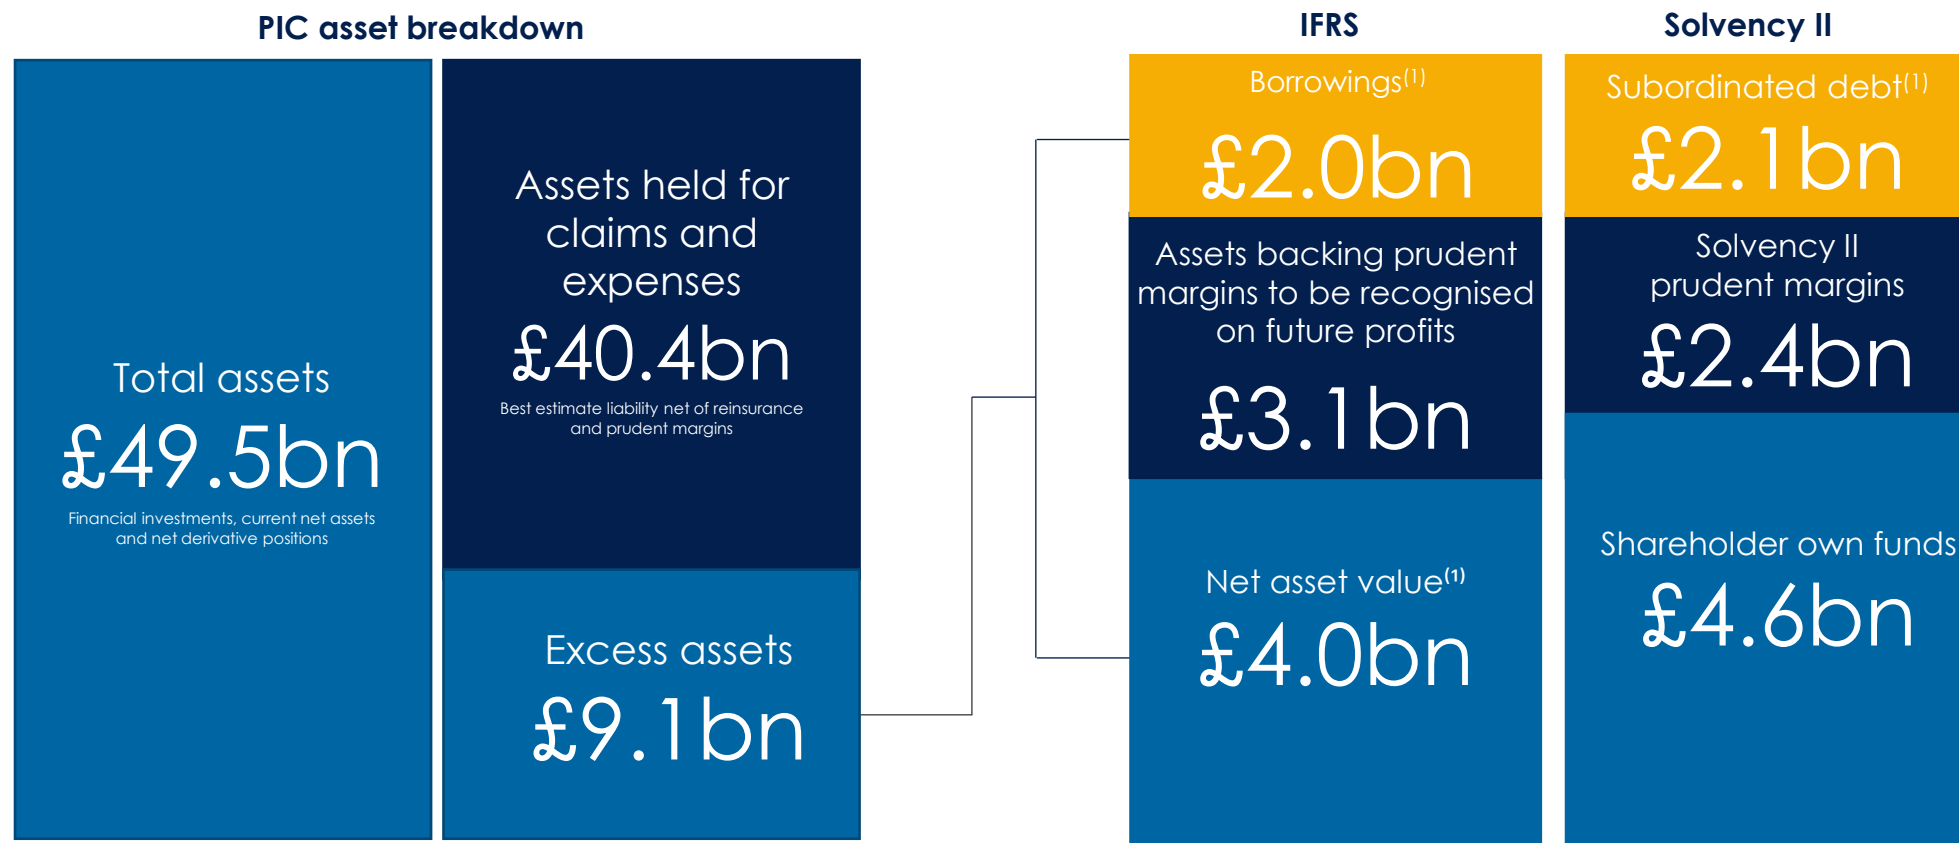 PIC asset breakdown
Total assets
£49.5bn
Financial investments, current net assets
and net derivative positions
Assets held for
claims and
expenses
£40.4bn
Best estimate liability net of reinsurance
and prudent margins
Excess assets
£9.1bn
IFRS
Borrowings(1)
£2.0bn
Assets backing prudent
margins to be recognised
on future profits
£3.1bn
Net asset value(1)
£4.0bn
Solvency II
Subordinated debt(1)
£2.1bn
Solvency II
prudent margins
£2.4bn
Shareholder own funds
£4.6bn